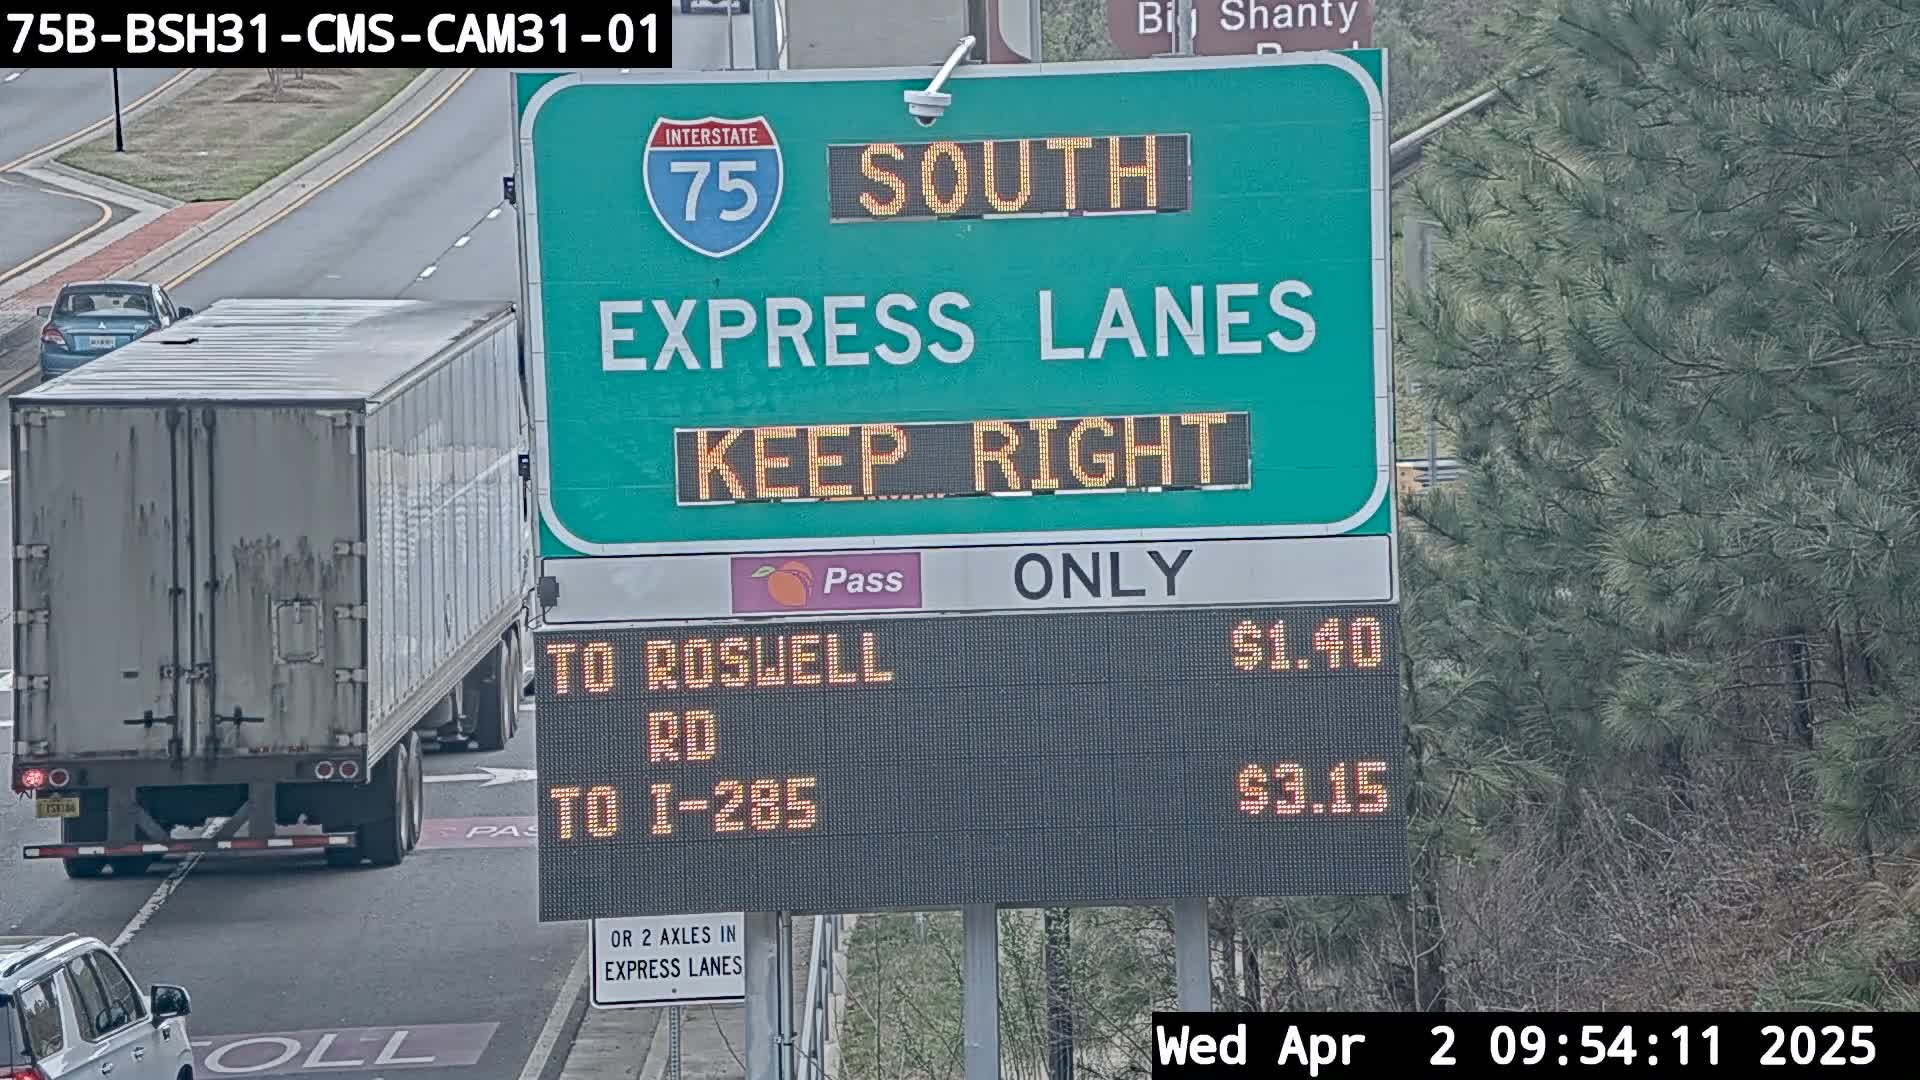 75B-BSH31-CMS-CAM31-01
Big Shanty
Road
INTERSTATE
75
SOUTH
EXPRESS LANES
KEEP RIGHT
Pass
ONLY
TO ROSWELL $1.40
RD
TO I-285 $3.15
PAS
OR 2 AXLES IN
EXPRESS LANES
TOLL
Wed Apr 2 09:54:11 2025